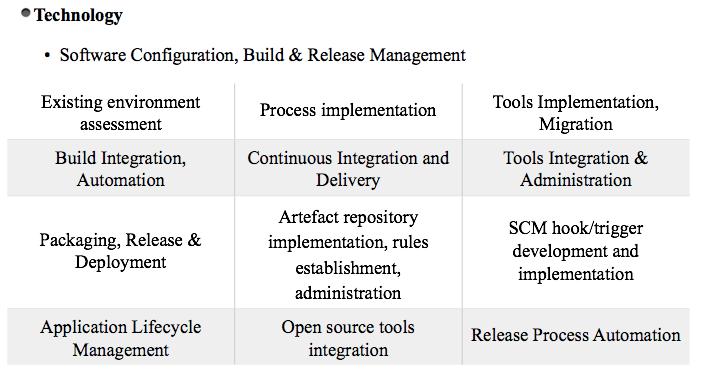 Technology
• Software Configuration, Build & Release Management
Existing environment
assessment
Process implementation
Tools Implementation,
Migration
Build Integration,
Automation
Continuous Integration and
Delivery
Tools Integration &
Administration
Packaging, Release &
Deployment
Artefact repository
implementation, rules
establishment,
administration
SCM hook/trigger
development and
implementation
Application Lifecycle
Management
Open source tools
integration
Release Process Automation